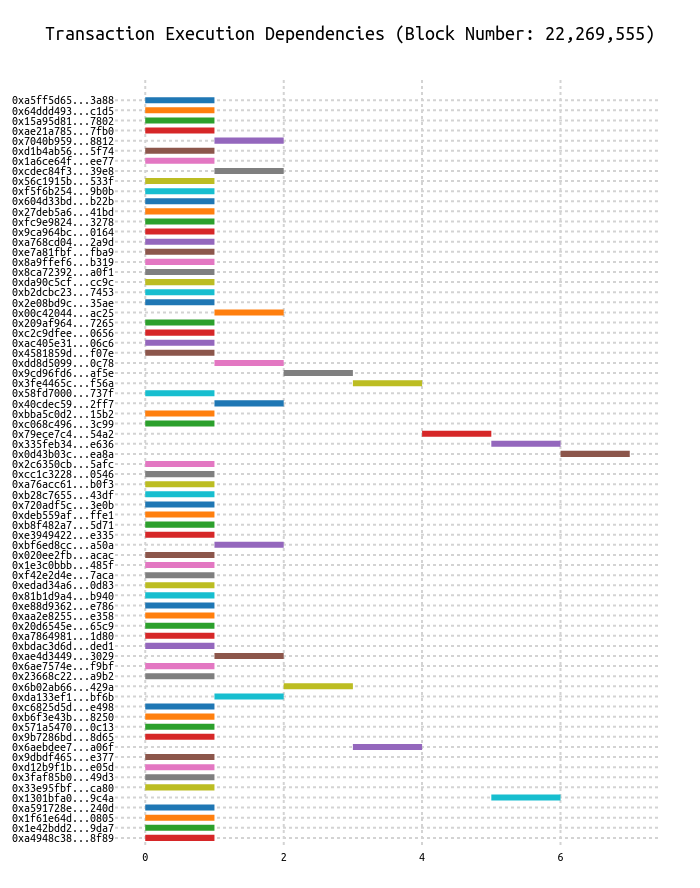 Transaction Execution Dependencies (Block Number: 22,269,555)
0xa5ff5d65...3a88
0x64ddd493...c1d5
0x15a95d81...7802
0xae21a785...7fb0
0x7040b959...8812
0xd1b4ab56...5f74
0x1a6ce64f...ee77
0xcdec84f3...39e8
0x56c1915b...533f
0xf5f6b254...9b0b
0x604d33bd...b22b
0x27deb5a6...41bd
0xfc9e9824...3278
0x9ca964bc...0164
0xa768cd04...2a9d
0xe7a81fbf...fba9
0x8a9ffef6...b319
0x8ca72392...a0f1
0xda90c5cf...cc9c
0xb2dcbc23...7453
0x2e08bd9c...35ae
0x00c42044...ac25
0x209af964...7265
0xc2c9dfee...0656
0xac405e31...06c6
0x4581859d...f07e
0xdd8d5099...0c78
0x9cd96fd6...af5e
0x3fe4465c...f56a
0x58fd7000...737f
0x40cdec59...2ff7
0xbba5c0d2...15b2
0xc068c496...3c99
0x79ece7c4...54a2
0x335feb34...e636
0x0d43b03c...ea8a
0x2c6350cb...5afc
0xcc1c3228...0546
0xa76acc61...b0f3
0xb28c7655...43df
0x720adf5c...3e0b
0xdeb559af...ffe1
0xb8f482a7...5d71
0xe3949422...e335
0xbf6ed8cc...a50a
0x020ee2fb...acac
0x1e3c0bbb...485f
0xf42e2d4e...7aca
0xedad34a6...0d83
0x81b1d9a4...b940
0xe88d9362...e786
0xaa2e8255...e358
0x20d6545e...65c9
0xa7864981...1d80
0xbdac3d6d...ded1
0xae4d3449...3029
0x6ae7574e...f9bf
0x23668c22...a9b2
0x6b02ab66...429a
0xda133ef1...bf6b
0xc6825d5d...e498
0xb6f3e43b...8250
0x571a5470...0c13
0x9b7286bd...8d65
0x6aebdee7...a06f
0x9dbdf465...e377
0xd12b9f1b...e05d
0x3faf85b0...49d3
0x33e95fbf...ca80
0x1301bfa0...9c4a
0xa591728e...240d
0x1f61e64d...0805
0x1e42bdd2...9da7
0xa4948c38...8f89
0 2 4 6